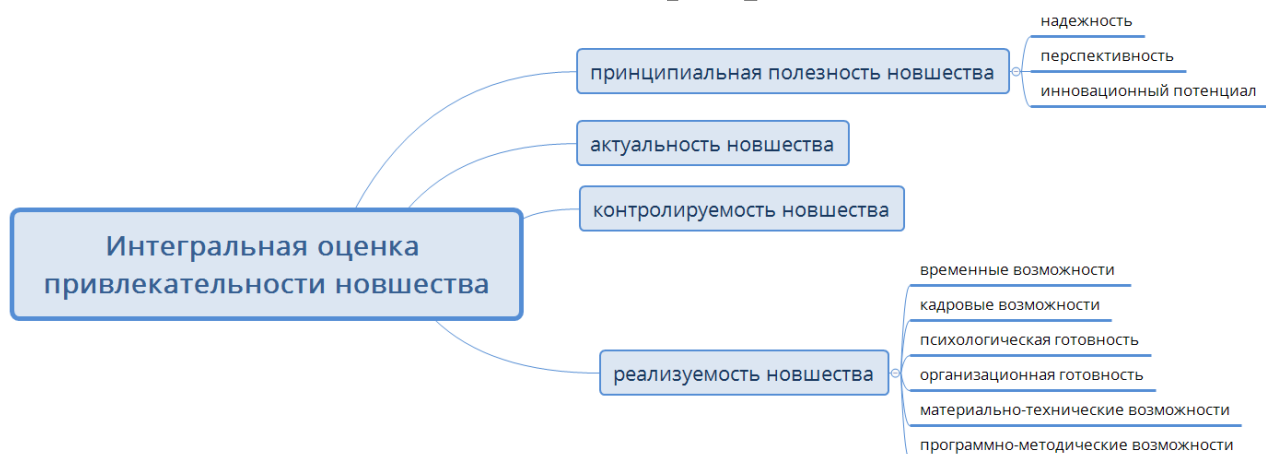 Интегральная оценка
привлекательности новшества
принципиальная полезность новшества
надежность
перспективность
инновационный потенциал
актуальность новшества
контролируемость новшества
реализуемость новшества
временные возможности
кадровые возможности
психологическая готовность
организационная готовность
материально-технические возможности
программно-методические возможности